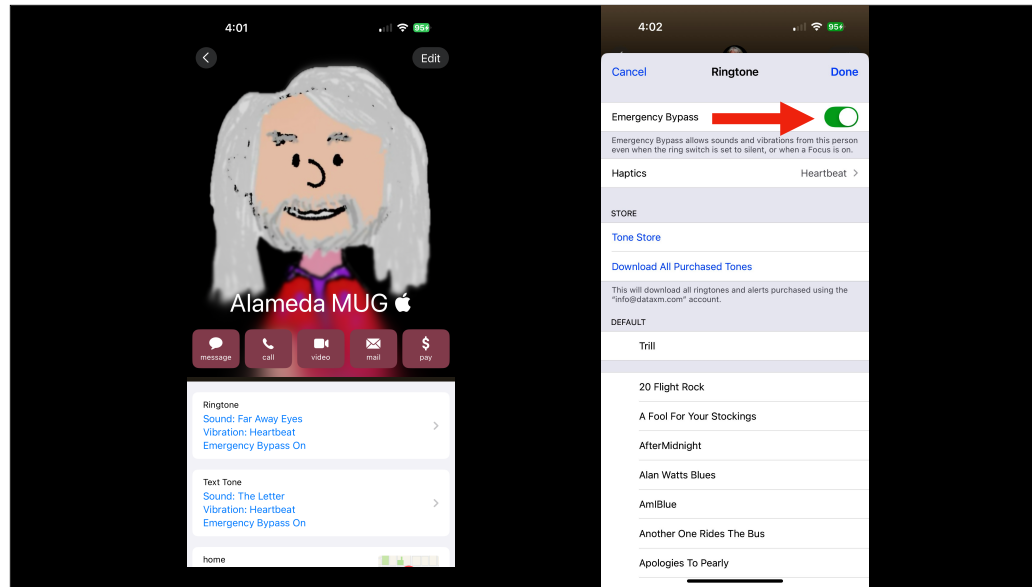 4:01
95
Edit
Alameda MUG 
message
call
video
mail
$
pay
Ringtone
Sound: Far Away Eyes
Vibration: Heartbeat
Emergency Bypass On
Text Tone
Sound: The Letter
Vibration: Heartbeat
Emergency Bypass On
home
4:02
95
Cancel
Ringtone
Done
Emergency Bypass
Emergency Bypass allows sounds and vibrations from this person
even when the ring switch is set to silent, or when a Focus is on.
Haptics
Heartbeat
STORE
Tone Store
Download All Purchased Tones
This will download all ringtones and alerts purchased using the
“info@dataxm.com” account.
DEFAULT
Trill
20 Flight Rock
A Fool For Your Stockings
AfterMidnight
Alan Watts Blues
AmIBlue
Another One Rides The Bus
Apologies To Pearly